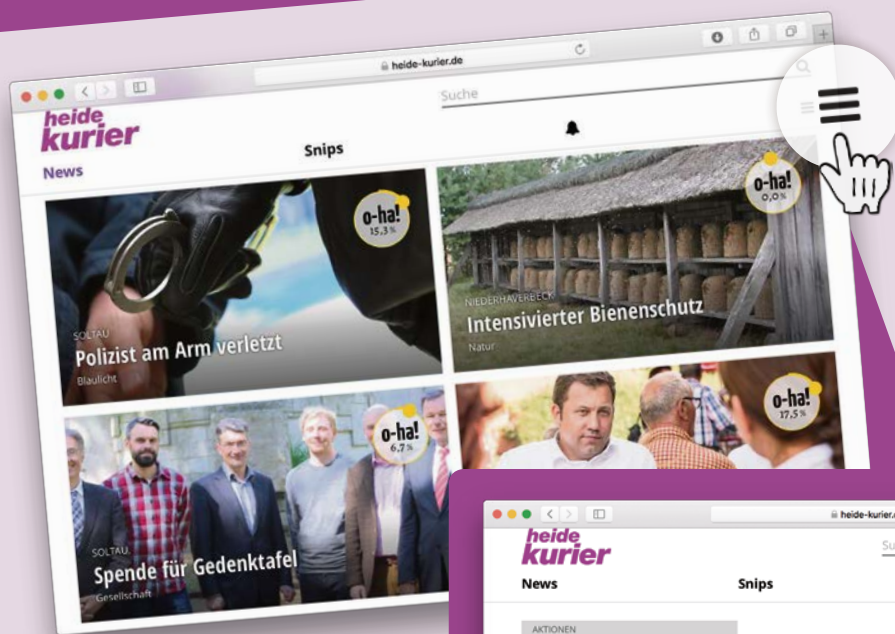 heide-kurier.de
Suche
heide
kurier
News
Snips
o-ha!
15,3 %
SOLTAU
Polizist am Arm verletzt
Blaulicht
o-ha!
0,0 %
NIEDERHAVERBECK
Intensivierter Bienenschutz
Natur
o-ha!
6,7 %
SOLTAU
Spende für Gedenktafel
Gesellschaft
o-ha!
17,5 %
heide-kurier.
heide
kurier
Su
News
Snips
AKTIONEN